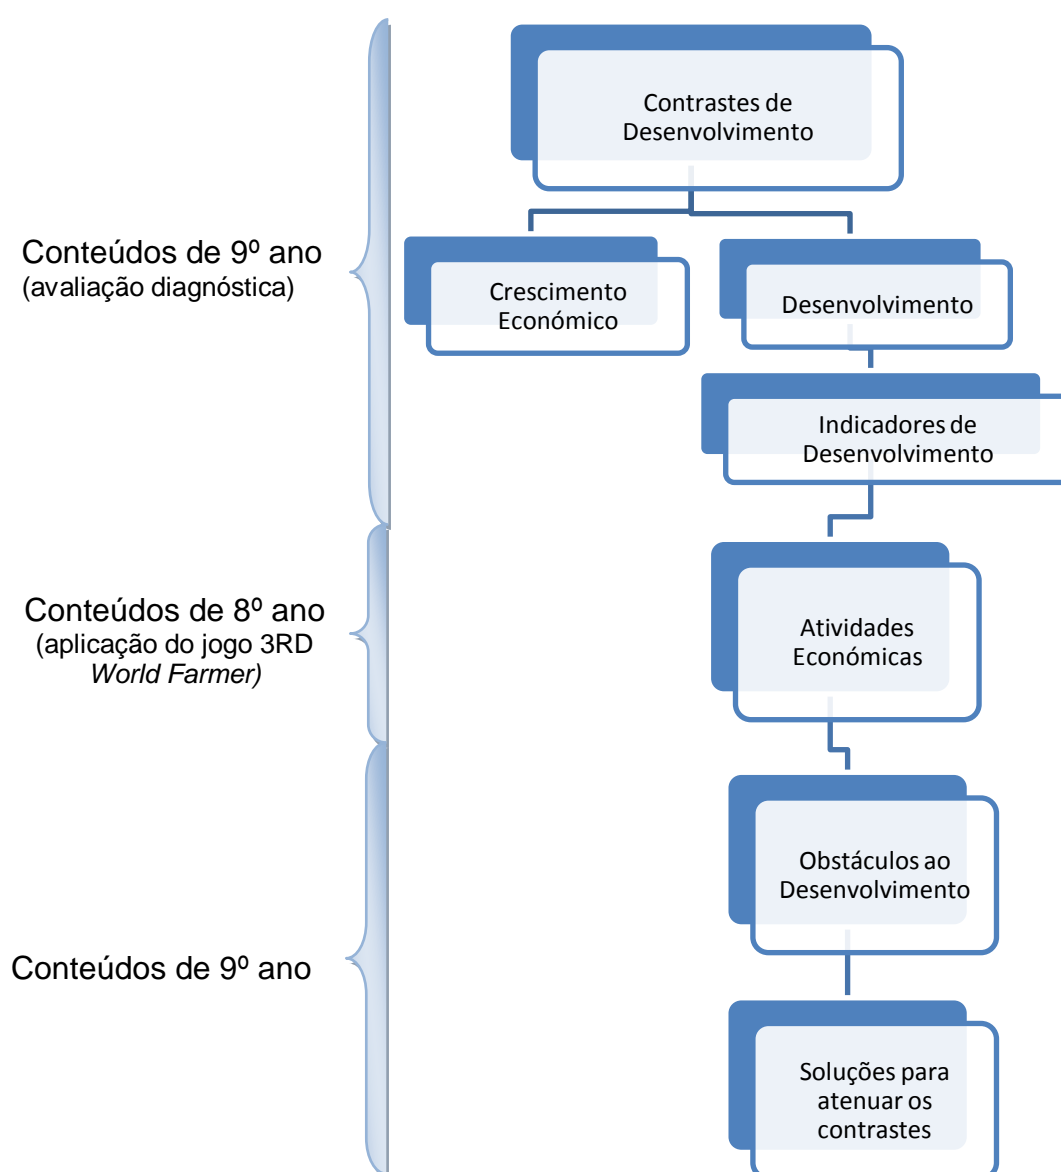 Contrastes de
Desenvolvimento
Conteúdos de 9º ano
(avaliação diagnóstica)
Crescimento
Económico
Desenvolvimento
Indicadores de
Desenvolvimento
Conteúdos de 8º ano
(aplicação do jogo 3RD
World Farmer)
Atividades
Económicas
Obstáculos ao
Desenvolvimento
Conteúdos de 9º ano
Soluções para
atenuar os
contrastes